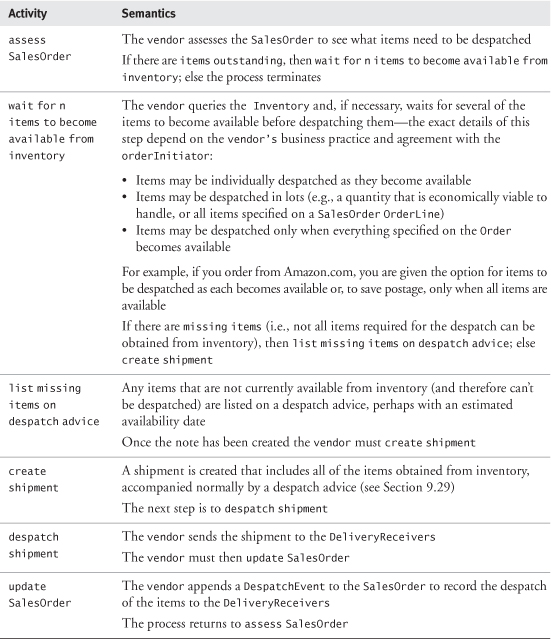 Activity Semantics
assess
SalesOrder
The vendor assesses the SalesOrder to see what items need to be despatched
If there are items outstanding, then wait for n items to become available from
inventory; else the process terminates
wait for n
items to become
available from
inventory
The vendor queries the Inventory and, if necessary, waits for several of the
items to become available before despatching them—the exact details of this
step depend on the vendor's business practice and agreement with the
orderInitiator:
• Items may be individually despatched as they become available
• Items may be despatched in lots (e.g., a quantity that is economically viable to
handle, or all items specified on a SalesOrder OrderLine)
• Items may be despatched only when everything specified on the Order
becomes available
For example, if you order from Amazon.com, you are given the option for items to
be despatched as each becomes available or, to save postage, only when all items are
available
If there are missing items (i.e., not all items required for the despatch can be
obtained from inventory), then list missing items on despatch advice; else
create shipment
list missing
items on
despatch advice
Any items that are not currently available from inventory (and therefore can't
be despatched) are listed on a despatch advice, perhaps with an estimated
availability date
Once the note has been created the vendor must create shipment
create
shipment
A shipment is created that includes all of the items obtained from inventory,
accompanied normally by a despatch advice (see Section 9.29)
The next step is to despatch shipment
despatch
shipment
The vendor sends the shipment to the DeliveryReceivers
The vendor must then update SalesOrder
update
SalesOrder
The vendor appends a DespatchEvent to the SalesOrder to record the despatch
of the items to the DeliveryReceivers
The process returns to assess SalesOrder